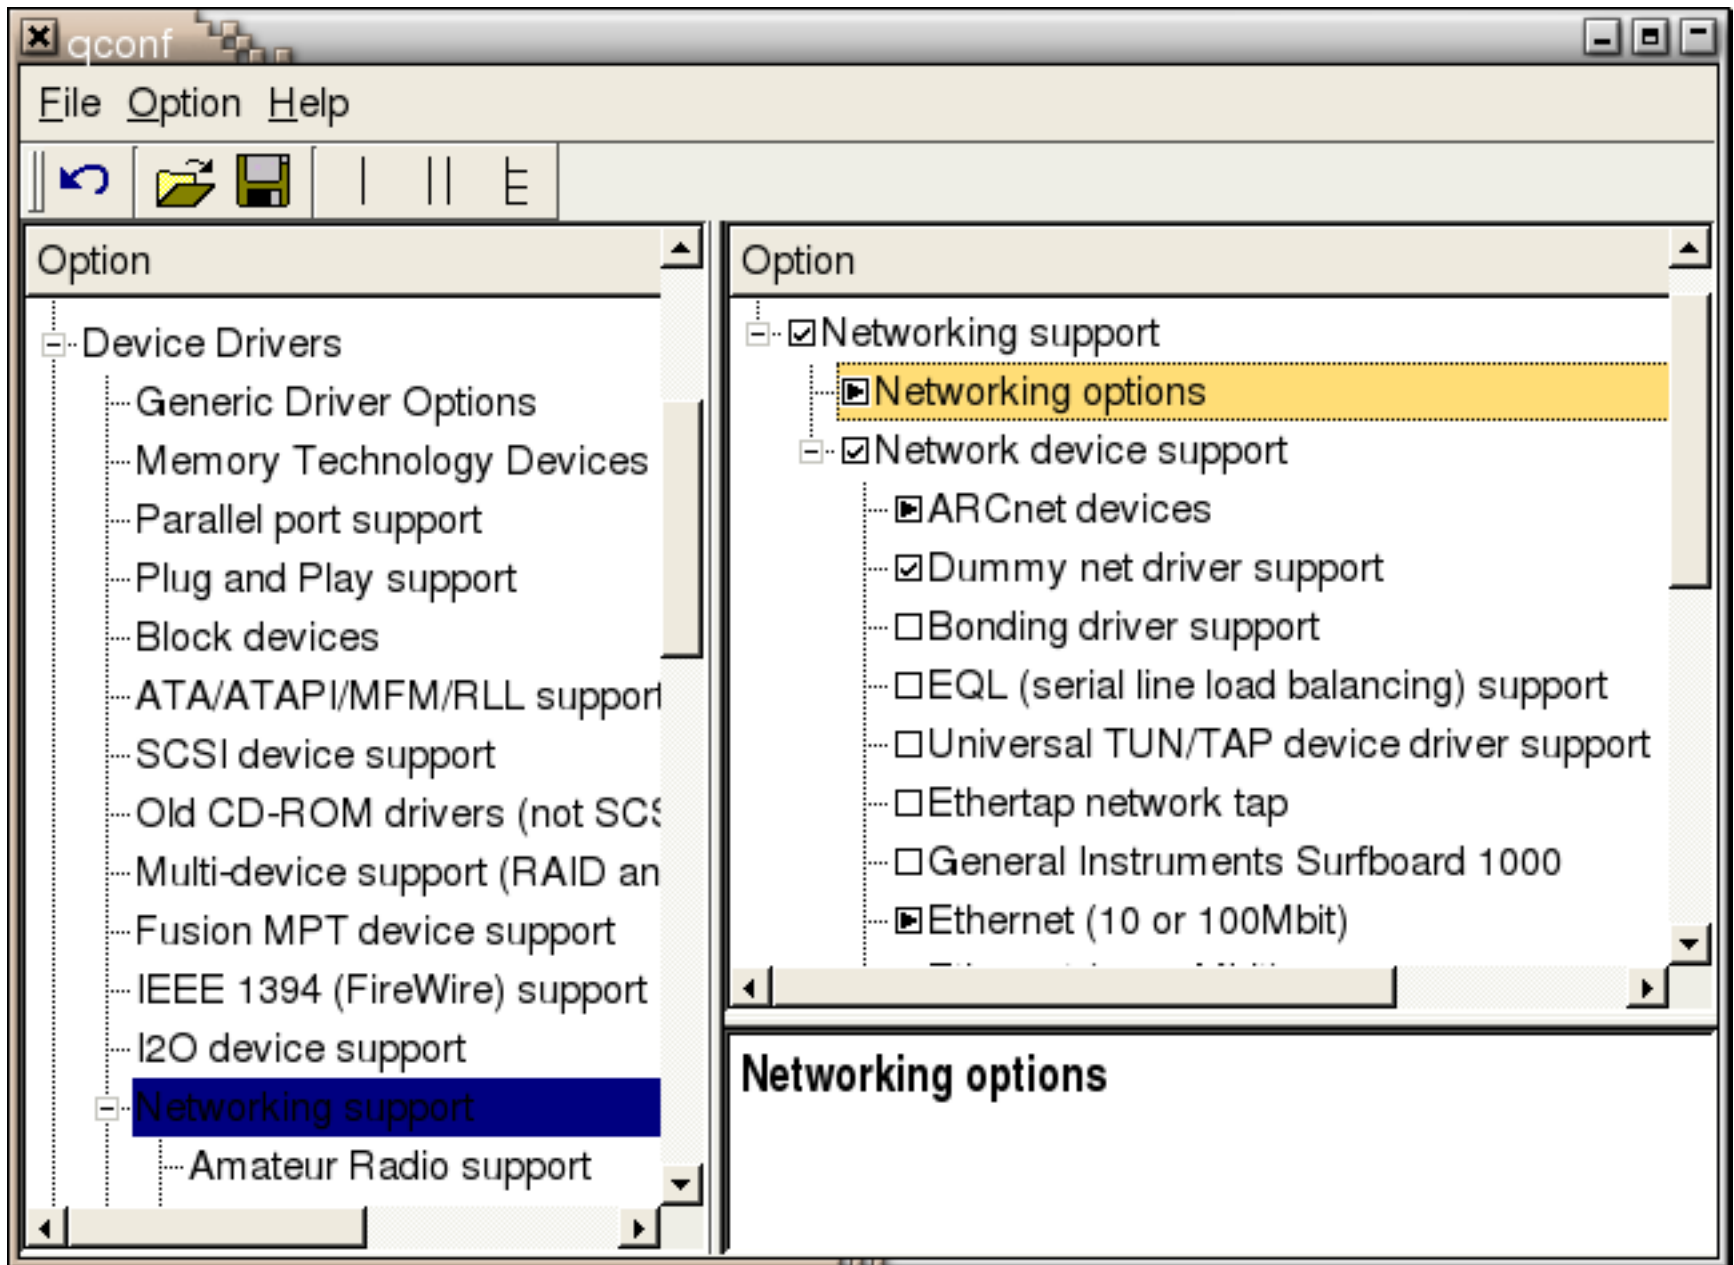 qconf
File Option Help
Option
Device Drivers
Generic Driver Options
Memory Technology Devices
Parallel port support
Plug and Play support
Block devices
ATA/ATAPI/MFM/RLL support
SCSI device support
Old CD-ROM drivers (not SCS
Multi-device support (RAID an
Fusion MPT device support
IEEE 1394 (FireWire) support
I2O device support
Networking support
Amateur Radio support
Option
Networking support
Networking options
Network device support
ARCnet devices
Dummy net driver support
Bonding driver support
EQL (serial line load balancing) support
Universal TUN/TAP device driver support
Ethertap network tap
General Instruments Surfboard 1000
Ethernet (10 or 100Mbit)
Networking options